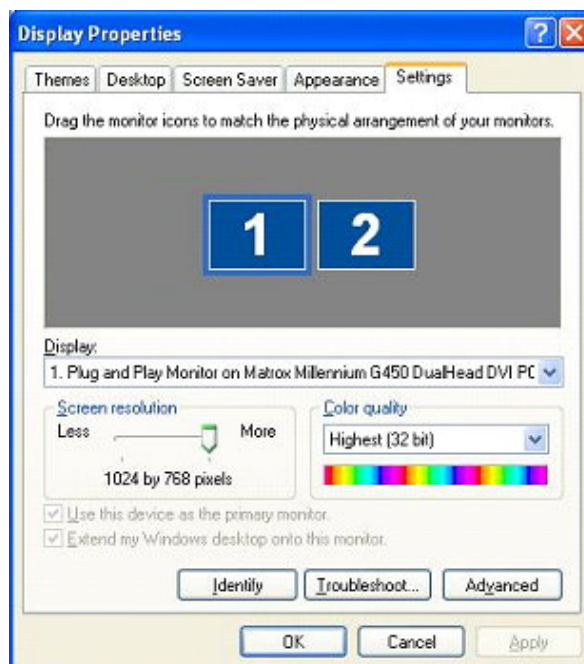 Display Properties
Themes Desktop Screen Saver Appearance Settings
Drag the monitor icons to match the physical arrangement of your monitors.
1 2
Display:
1. Plug and Play Monitor on Matrox Millennium G450 DualHead DVI PC
Screen resolution Color quality
Less More Highest (32 bit)
1024 by 768 pixels
Use this device as the primary monitor.
Extend my Windows desktop onto this monitor.
Identify Troubleshoot... Advanced
OK Cancel Apply